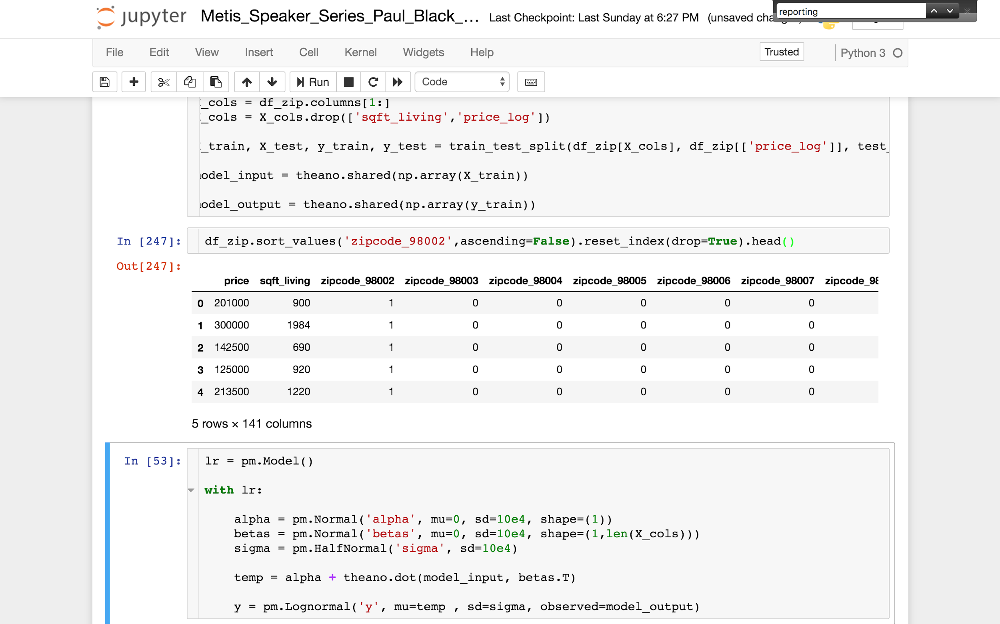 jupyter Metis_Speaker_Series_Paul_Black_... Last Checkpoint: Last Sunday at 6:27 PM (unsaved reporting
File Edit View Insert Cell Kernel Widgets Help Trusted Python 3
Run Code
_cols = df_zip.columns[1:]
_cols = X_cols.drop(['sqft_living','price_log'])
_train, X_test, y_train, y_test = train_test_split(df_zip[X_cols], df_zip[['price_log']], test_
odel_input = theano.shared(np.array(X_train))
odel_output = theano.shared(np.array(y_train))
In [247]: df_zip.sort_values('zipcode_98002',ascending=False).reset_index(drop=True).head()
Out[247]:
price sqft_living zipcode_98002 zipcode_98003 zipcode_98004 zipcode_98005 zipcode_98006 zipcode_98007 zipcode_98
0 201000 900 1 0 0 0 0 0
1 300000 1984 1 0 0 0 0 0
2 142500 690 1 0 0 0 0 0
3 125000 920 1 0 0 0 0 0
4 213500 1220 1 0 0 0 0 0
5 rows × 141 columns
In [53]: lr = pm.Model()
with lr:
alpha = pm.Normal('alpha', mu=0, sd=10e4, shape=(1))
betas = pm.Normal('betas', mu=0, sd=10e4, shape=(1,len(X_cols)))
sigma = pm.HalfNormal('sigma', sd=10e4)
temp = alpha + theano.dot(model_input, betas.T)
y = pm.Lognormal('y', mu=temp , sd=sigma, observed=model_output)